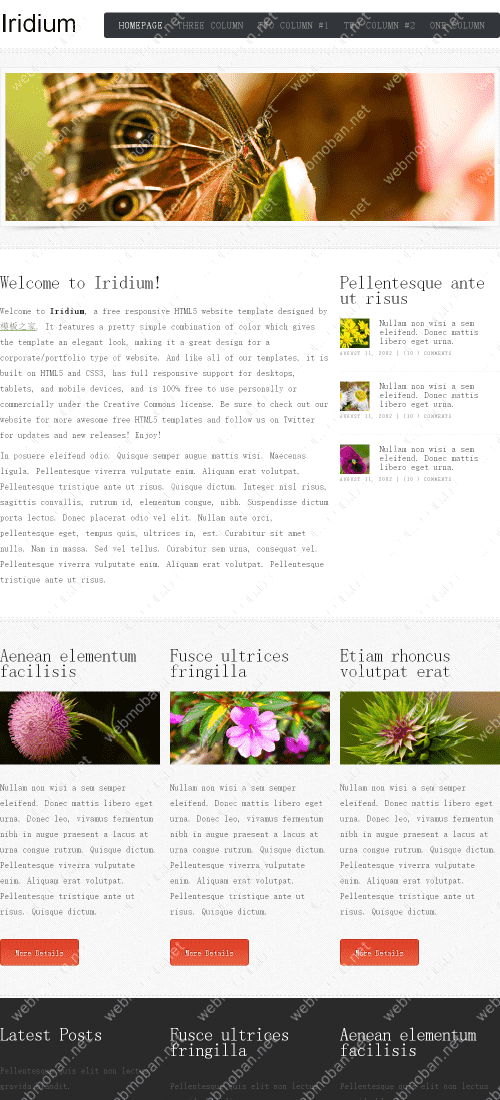 Iridium
HOMEPAGE THREE COLUMN TWO COLUMN #1 TWO COLUMN #2 ONE COLUMN
Welcome to Iridium!
Welcome to Iridium, a free responsive HTML5 website template designed by
模板之家. It features a pretty simple combination of color which gives
the template an elegant look, making it a great design for a
corporate/portfolio type of website. And like all of our templates, it is
built on HTML5 and CSS3, has full responsive support for desktops,
tablets, and mobile devices, and is 100% free to use personally or
commercially under the Creative Commons license. Be sure to check out our
website for more awesome free HTML5 templates and follow us on Twitter
for updates and new releases! Enjoy!
In posuere eleifend odio. Quisque semper augue mattis wisi. Maecenas
ligula. Pellentesque viverra vulputate enim. Aliquam erat volutpat.
Pellentesque tristique ante ut risus. Quisque dictum. Integer nisl risus,
sagittis convallis, rutrum id, elementum congue, nibh. Suspendisse dictum
porta lectus. Donec placerat odio vel elit. Nullam ante orci,
pellentesque eget, tempus quis, ultrices in, est. Curabitur sit amet
nulla. Nam in massa. Sed vel tellus. Curabitur sem urna, consequat vel.
Pellentesque viverra vulputate enim. Aliquam erat volutpat. Pellentesque
tristique ante ut risus.
Pellentesque ante
ut risus
Nullam non wisi a sem
eleifend. Donec mattis
libero eget urna.
AUGUST 11, 2002 | (10 ) COMMENTS
Nullam non wisi a sem
eleifend. Donec mattis
libero eget urna.
AUGUST 11, 2002 | (10 ) COMMENTS
Nullam non wisi a sem
eleifend. Donec mattis
libero eget urna.
AUGUST 11, 2002 | (10 ) COMMENTS
Aenean elementum
facilisis
Nullam non wisi a sem semper
eleifend. Donec mattis libero eget
urna. Donec leo, vivamus fermentum
nibh in augue praesent a lacus at
urna congue rutrum. Quisque dictum.
Pellentesque viverra vulputate
enim. Aliquam erat volutpat.
Pellentesque tristique ante ut
risus. Quisque dictum.
More Details
Fusce ultrices
fringilla
Nullam non wisi a sem semper
eleifend. Donec mattis libero eget
urna. Donec leo, vivamus fermentum
nibh in augue praesent a lacus at
urna congue rutrum. Quisque dictum.
Pellentesque viverra vulputate
enim. Aliquam erat volutpat.
Pellentesque tristique ante ut
risus. Quisque dictum.
More Details
Etiam rhoncus
volutpat erat
Nullam non wisi a sem semper
eleifend. Donec mattis libero eget
urna. Donec leo, vivamus fermentum
nibh in augue praesent a lacus at
urna congue rutrum. Quisque dictum.
Pellentesque viverra vulputate
enim. Aliquam erat volutpat.
Pellentesque tristique ante ut
risus. Quisque dictum.
More Details
Latest Posts
Pellentesque quis elit non lectus
gravida blandit.
Fusce ultrices
fringilla
Pellentesque quis elit non lectus
Aenean elementum
facilisis
Pellentesque quis elit non lectus
webmoban.net